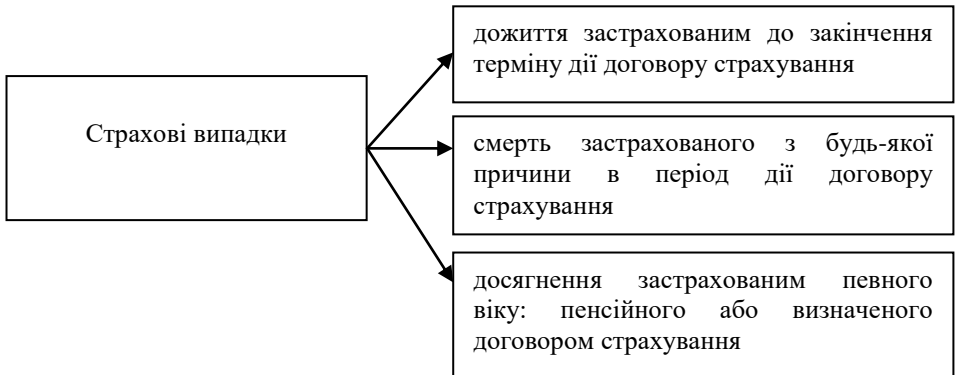 Страхові випадки
дожиття застрахованим до закінчення
терміну дії договору страхування
смерть застрахованого з будь-якої
причини в період дії договору
страхування
досягнення застрахованим певного
віку: пенсійного або визначеного
договором страхування